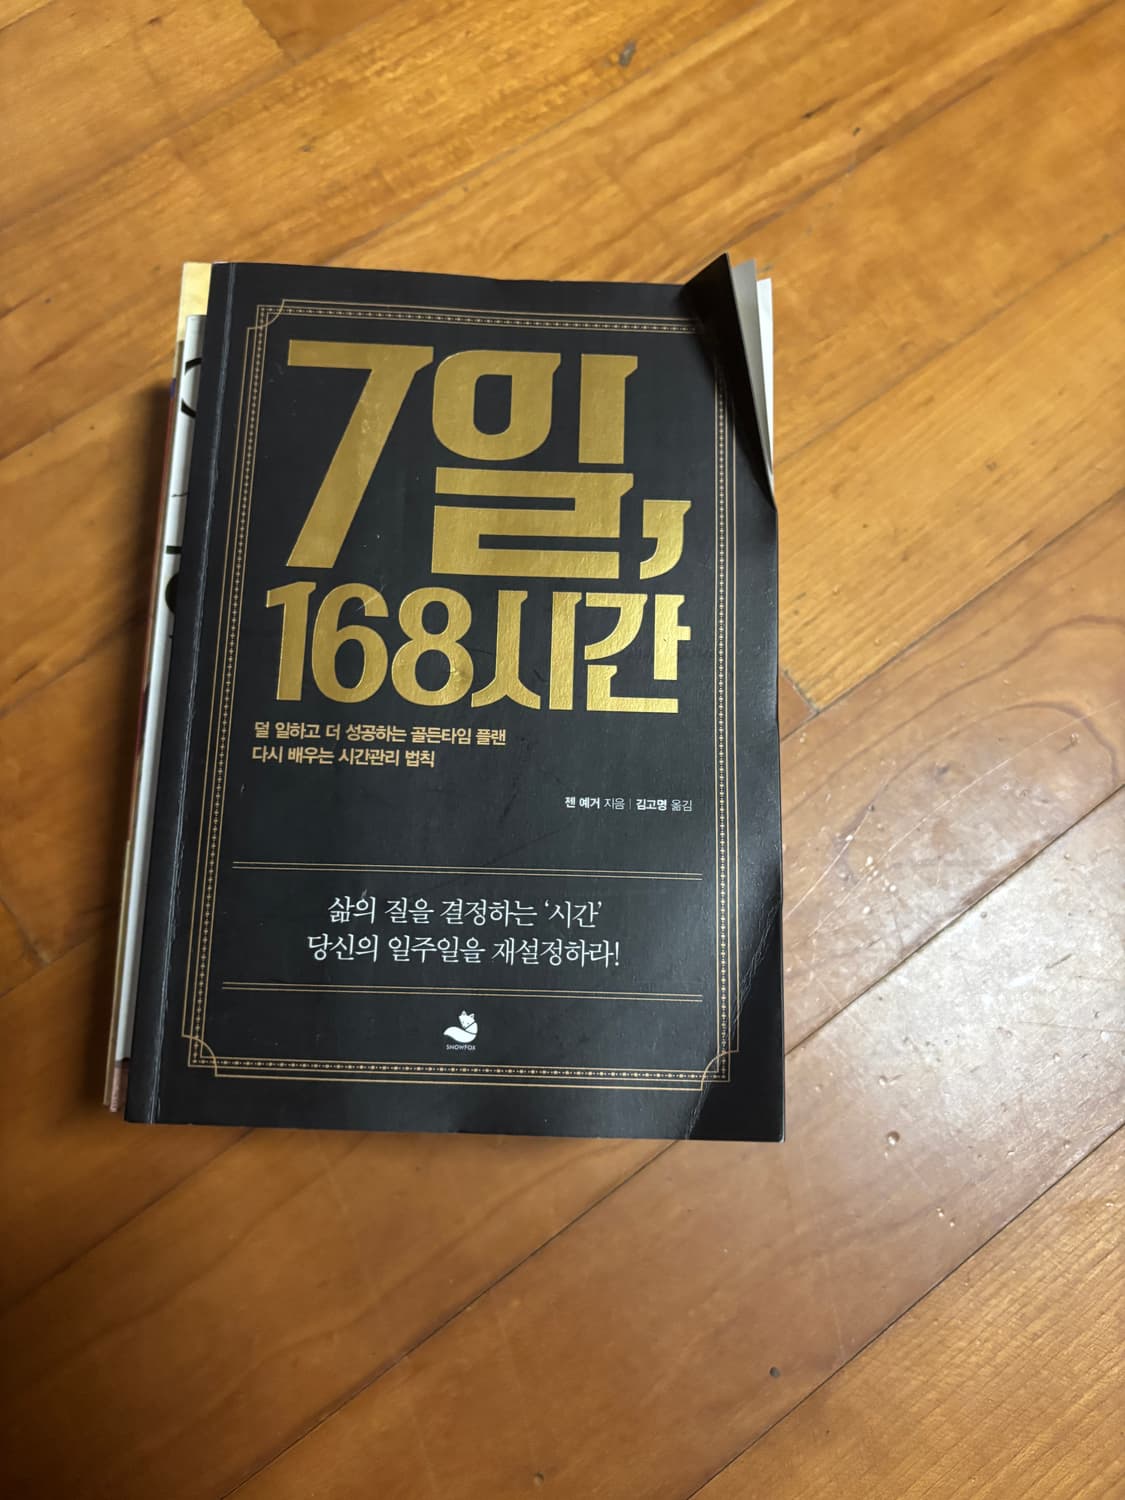 7일,
168시간
덜 일하고 더 성공하는 골든타임 플랜
다시 배우는 시간관리 법칙
젠 예거 지음 | 김고명 옮김
삶의 질을 결정하는 ‘시간’
당신의 일주일을 재설정하라!
SNOWFOX